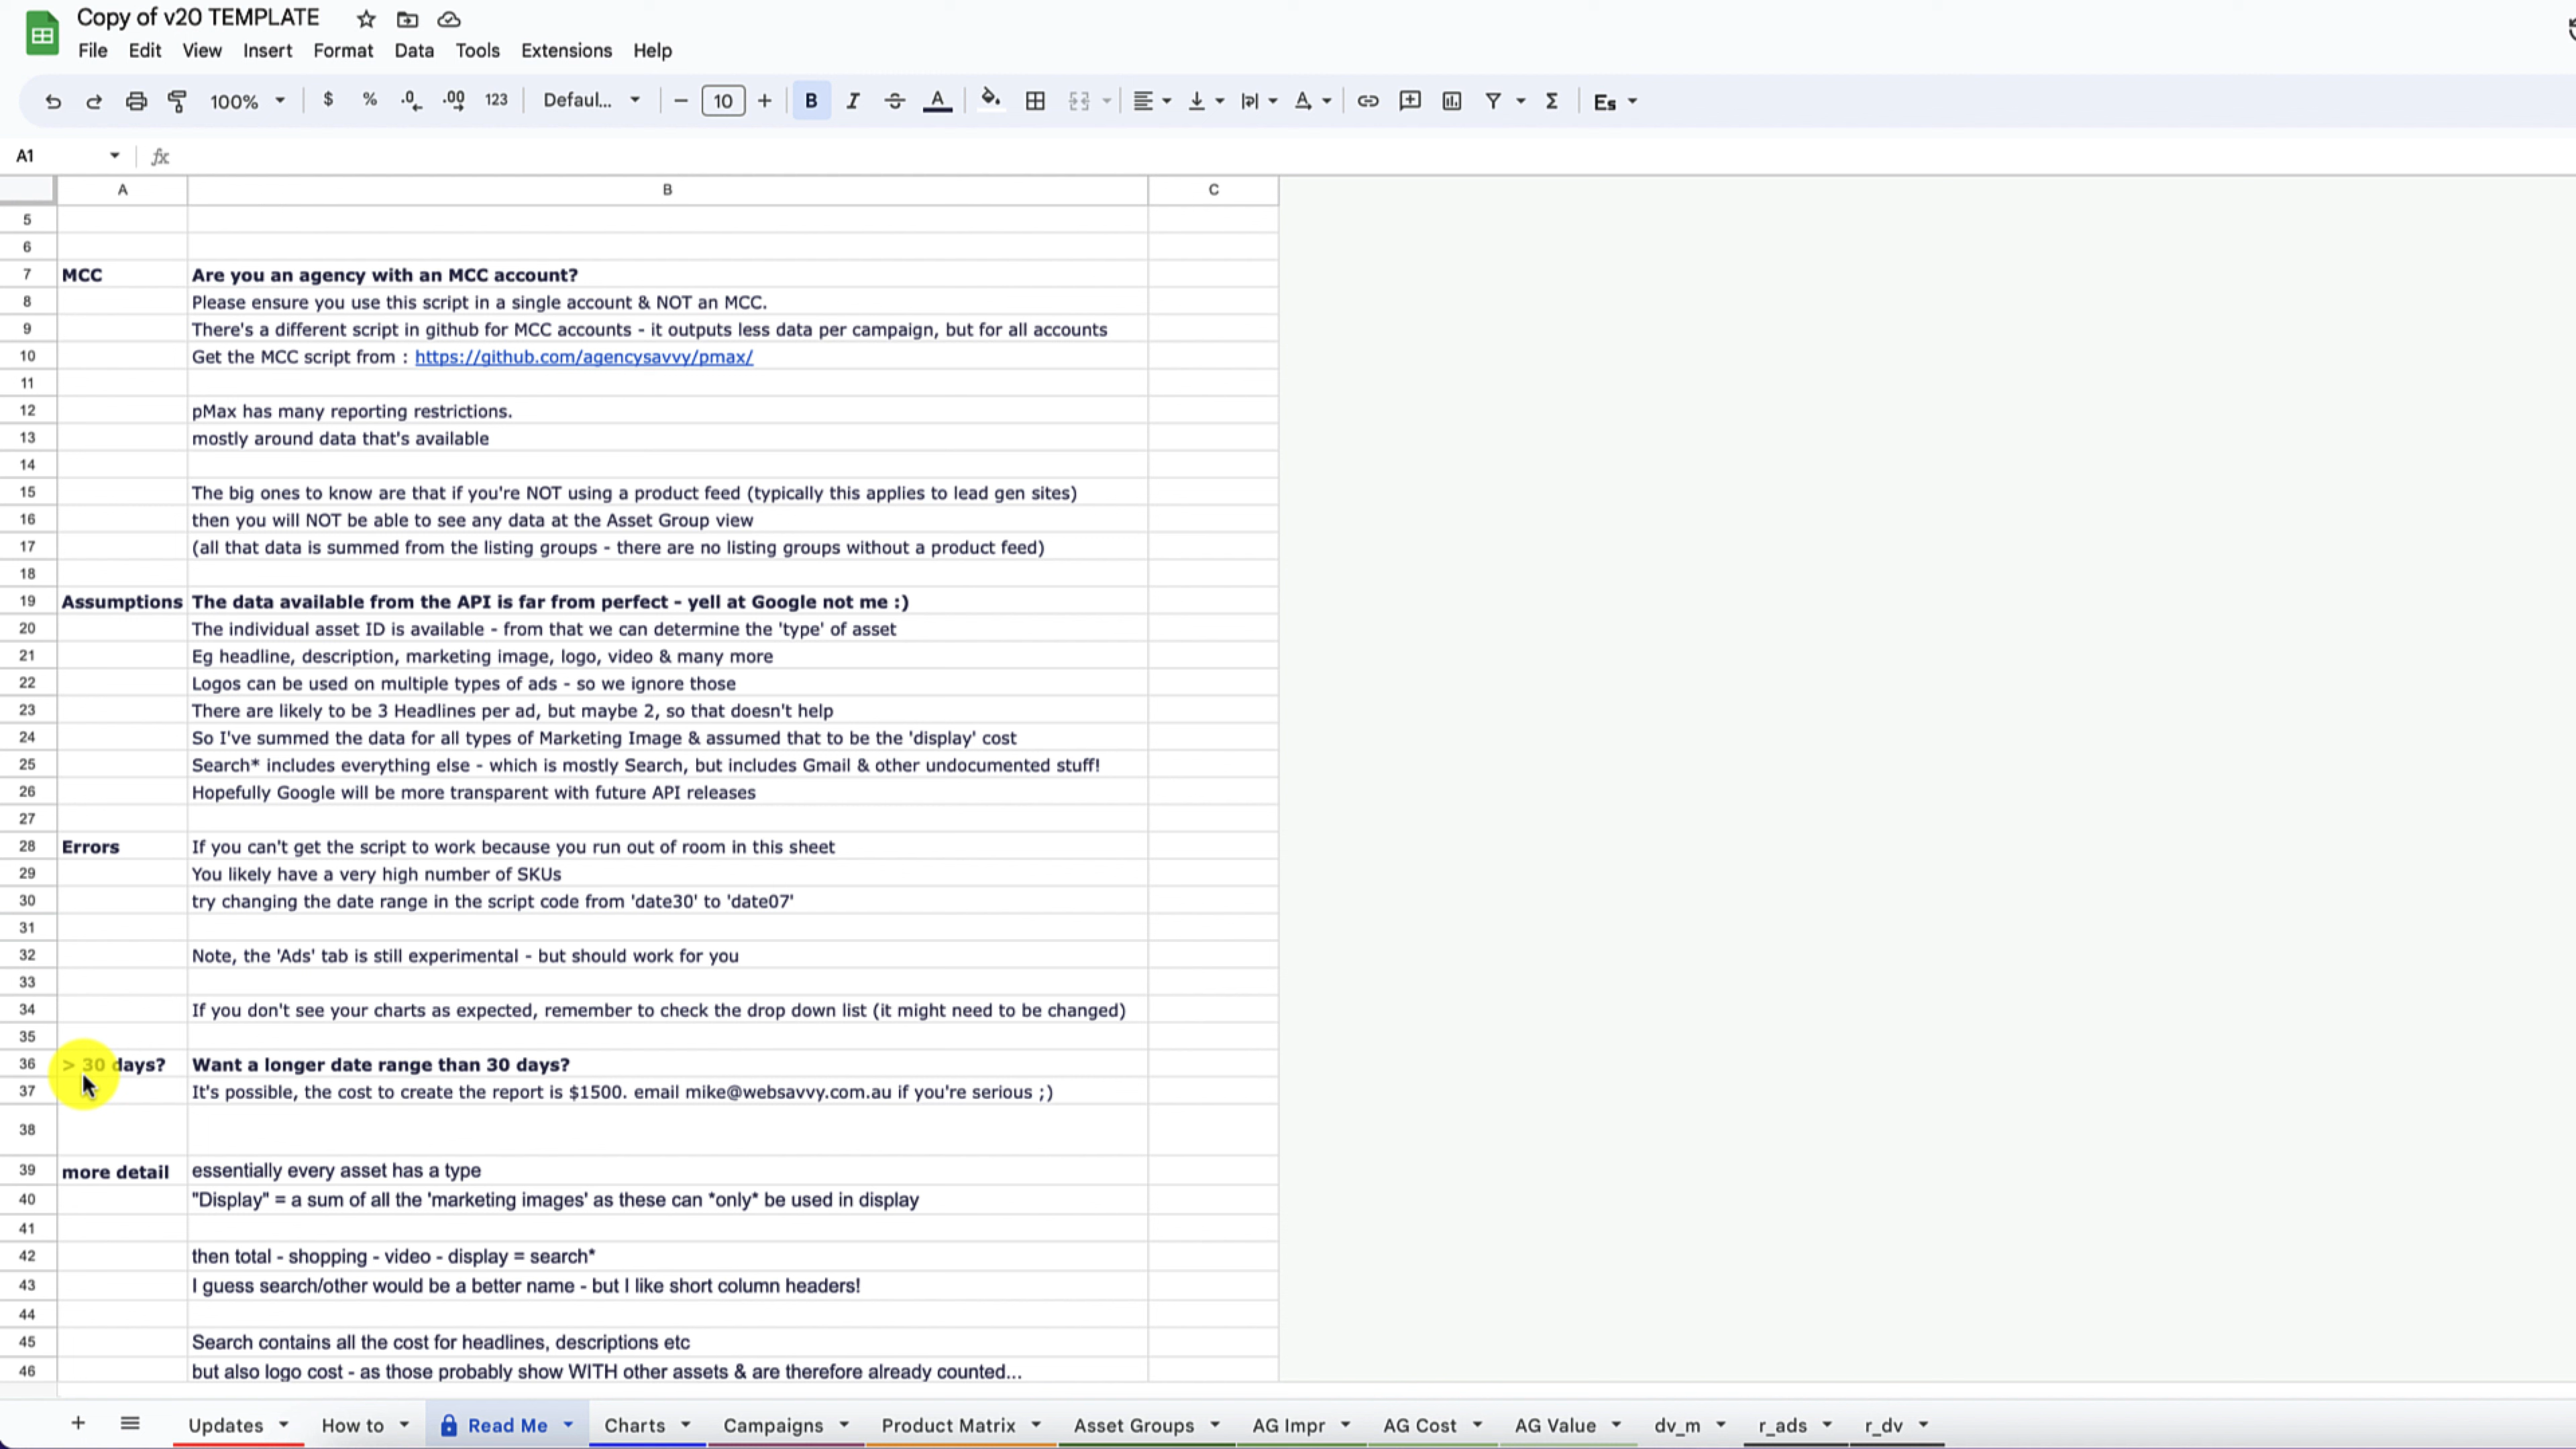 Copy of v20 TEMPLATE
File Edit View Insert Format Data Tools Extensions Help
100% $ % .0 .00 123 Defaul... − 10 + B I A Σ Es
A1 fx
A B C
5
6
7 MCC Are you an agency with an MCC account?
8 Please ensure you use this script in a single account & NOT an MCC.
9 There's a different script in github for MCC accounts - it outputs less data per campaign, but for all accounts
10 Get the MCC script from : https://github.com/agencysavvy/pmax/
11
12 pMax has many reporting restrictions.
13 mostly around data that's available
14
15 The big ones to know are that if you're NOT using a product feed (typically this applies to lead gen sites)
16 then you will NOT be able to see any data at the Asset Group view
17 (all that data is summed from the listing groups - there are no listing groups without a product feed)
18
19 Assumptions The data available from the API is far from perfect - yell at Google not me :)
20 The individual asset ID is available - from that we can determine the 'type' of asset
21 Eg headline, description, marketing image, logo, video & many more
22 Logos can be used on multiple types of ads - so we ignore those
23 There are likely to be 3 Headlines per ad, but maybe 2, so that doesn't help
24 So I've summed the data for all types of Marketing Image & assumed that to be the 'display' cost
25 Search* includes everything else - which is mostly Search, but includes Gmail & other undocumented stuff!
26 Hopefully Google will be more transparent with future API releases
27
28 Errors If you can't get the script to work because you run out of room in this sheet
29 You likely have a very high number of SKUs
30 try changing the date range in the script code from 'date30' to 'date07'
31
32 Note, the 'Ads' tab is still experimental - but should work for you
33
34 If you don't see your charts as expected, remember to check the drop down list (it might need to be changed)
35
36 > 30 days? Want a longer date range than 30 days?
37 It's possible, the cost to create the report is $1500. email mike@websavvy.com.au if you're serious ;)
38
39 more detail essentially every asset has a type
40 "Display" = a sum of all the 'marketing images' as these can *only* be used in display
41
42 then total - shopping - video - display = search*
43 I guess search/other would be a better name - but I like short column headers!
44
45 Search contains all the cost for headlines, descriptions etc
46 but also logo cost - as those probably show WITH other assets & are therefore already counted...
+ Updates How to Read Me Charts Campaigns Product Matrix Asset Groups AG Impr AG Cost AG Value dv_m r_ads r_dv